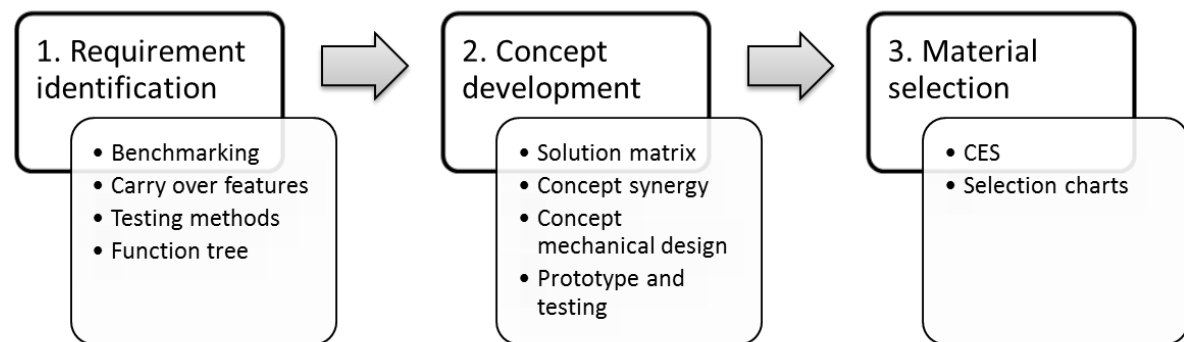 1. Requirement
identification
• Benchmarking
• Carry over features
• Testing methods
• Function tree
2. Concept
development
• Solution matrix
• Concept synergy
• Concept
mechanical design
• Prototype and
testing
3. Material
selection
• CES
• Selection charts